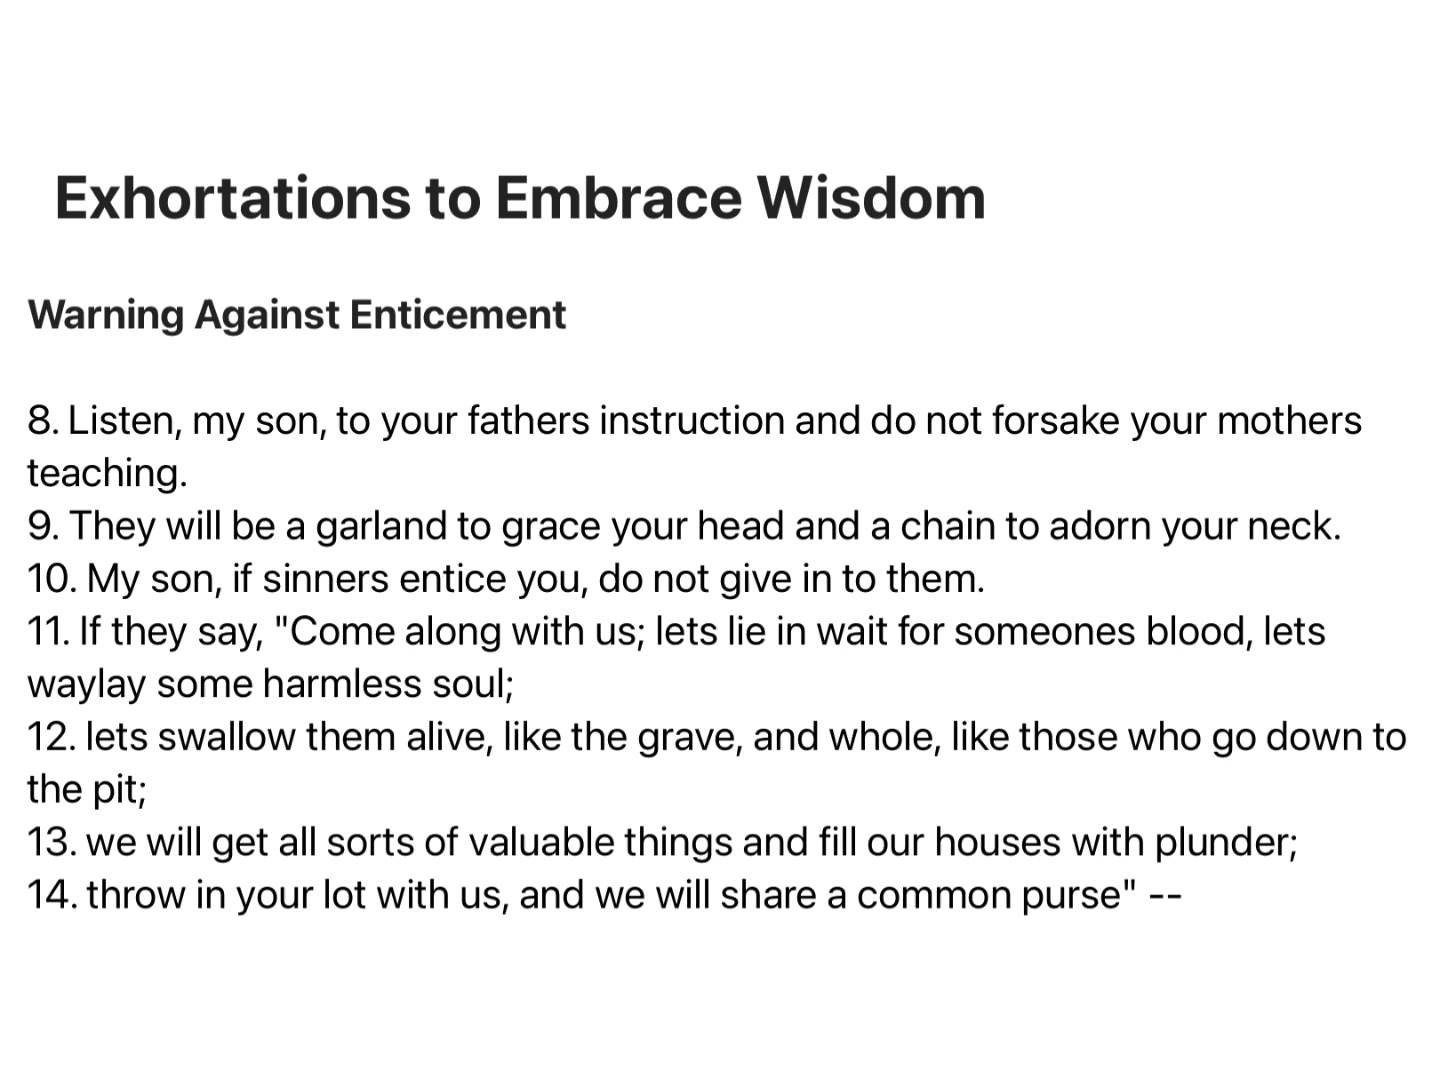 Exhortations to Embrace Wisdom
Warning Against Enticement
8. Listen, my son, to your fathers instruction and do not forsake your mothers
teaching.
9. They will be a garland to grace your head and a chain to adorn your neck.
10. My son, if sinners entice you, do not give in to them.
11. If they say, "Come along with us; lets lie in wait for someones blood, lets
waylay some harmless soul;
12. lets swallow them alive, like the grave, and whole, like those who go down to
the pit;
13. we will get all sorts of valuable things and fill our houses with plunder;
14. throw in your lot with us, and we will share a common purse" --